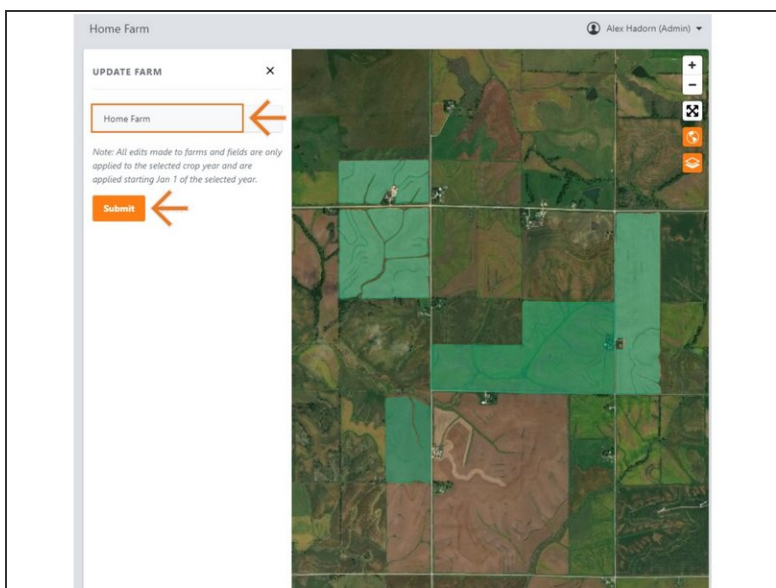 Home Farm
Alex Hadorn (Admin)
UPDATE FARM
Home Farm
Note: All edits made to farms and fields are only
applied to the selected crop year and are
applied starting Jan 1 of the selected year.
Submit